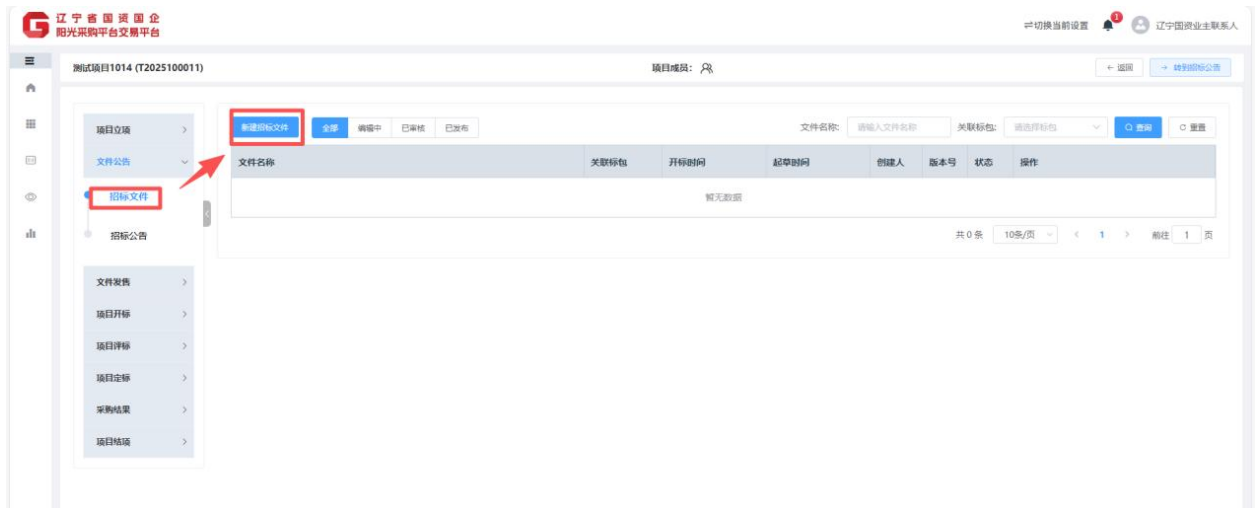 辽宁省国资国企
阳光采购平台交易平台
⇌切换当前设置 1 辽宁国资业主联系人
测试项目1014 (T2025100011) 项目成员: ← 返回 → 转到招标公告
项目立项
文件公告
招标文件
招标公告
文件发售
项目开标
项目评标
项目定标
采购结果
项目结项
新建招标文件 全部 编辑中 已审核 已发布 文件名称: 请输入文件名称 关联标包: 请选择标包 查询 重置
文件名称 关联标包 开标时间 起草时间 创建人 版本号 状态 操作
暂无数据
共 0 条 10条/页 < 1 > 前往 1 页